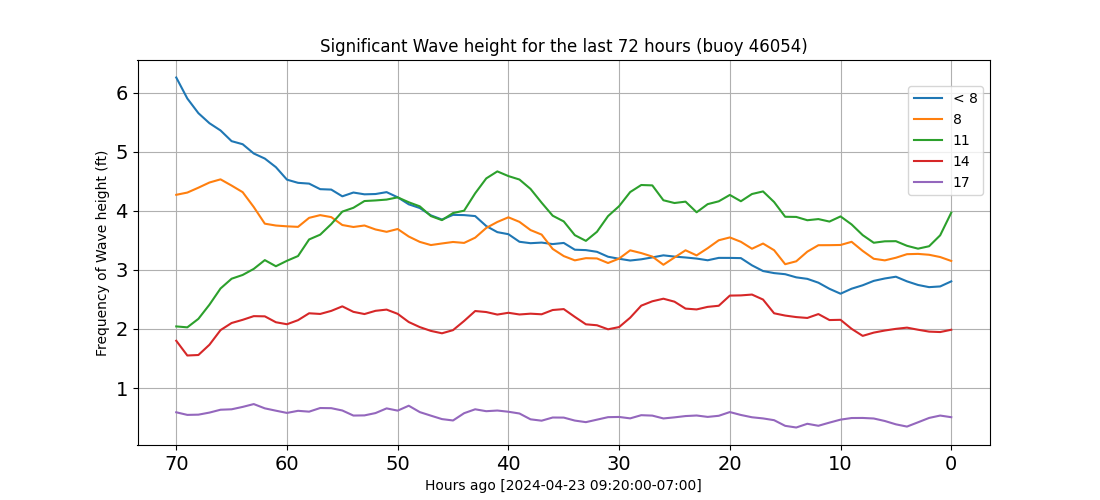 Significant Wave height for the last 72 hours (buoy 46054)
Frequency of Wave height (ft)
6
5
4
3
2
1
< 8
8
11
14
17
70 60 50 40 30 20 10 0
Hours ago [2024-04-23 09:20:00-07:00]